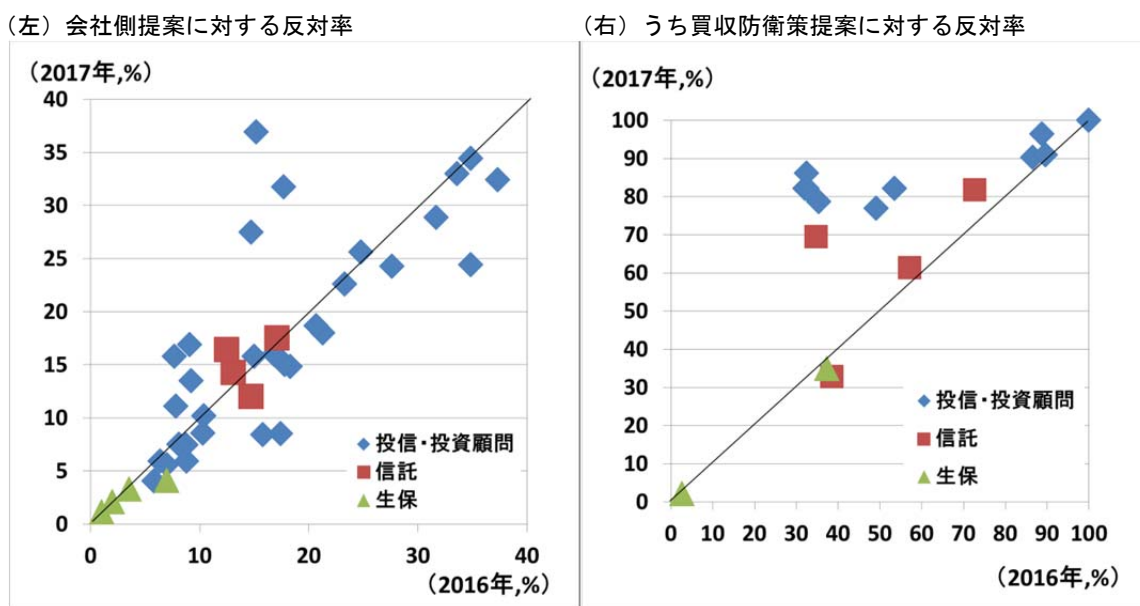 （左）会社側提案に対する反対率
（2017年,%）
40
35
30
25
20
15
10
5
0
0 10 20 30 40
（2016年,%）
投信・投資顧問
信託
生保
（右）うち買収防衛策提案に対する反対率
（2017年,%）
100
90
80
70
60
50
40
30
20
10
0
0 10 20 30 40 50 60 70 80 90 100
（2016年,%）
投信・投資顧問
信託
生保